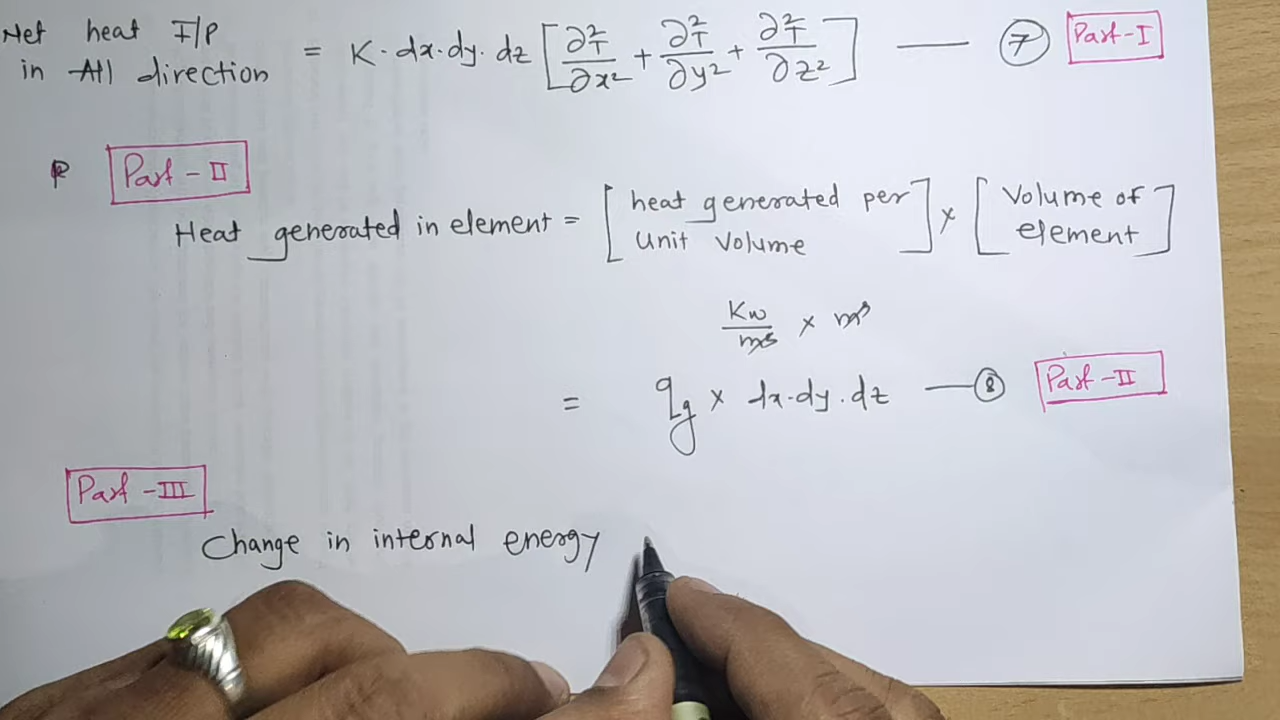 Net heat I/P in All direction = K·dx·dy·dz [∂²T/∂x² + ∂²T/∂y² + ∂²T/∂z²] — ⑦ Part-I
Part-II
Heat generated in element = [heat generated per unit volume] × [Volume of element]
Kw/m³ × m³
= qg × dx·dy·dz — ⑧ Part-II
Part-III
Change in internal energy